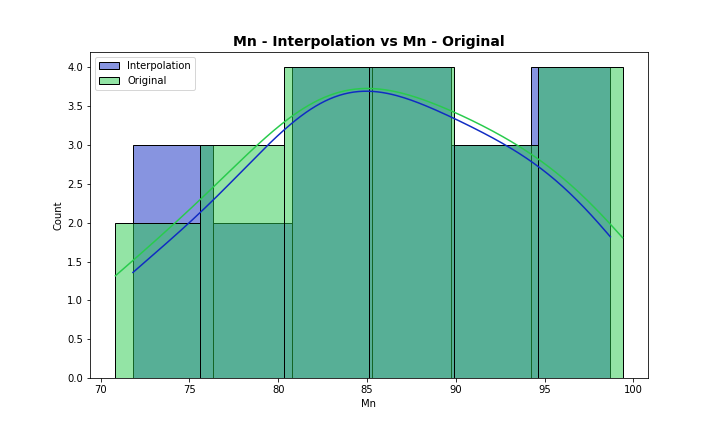 Mn - Interpolation vs Mn - Original
Interpolation
Original
4.0
3.5
3.0
2.5
2.0
1.5
1.0
0.5
0.0
Count
70 75 80 85 90 95 100
Mn